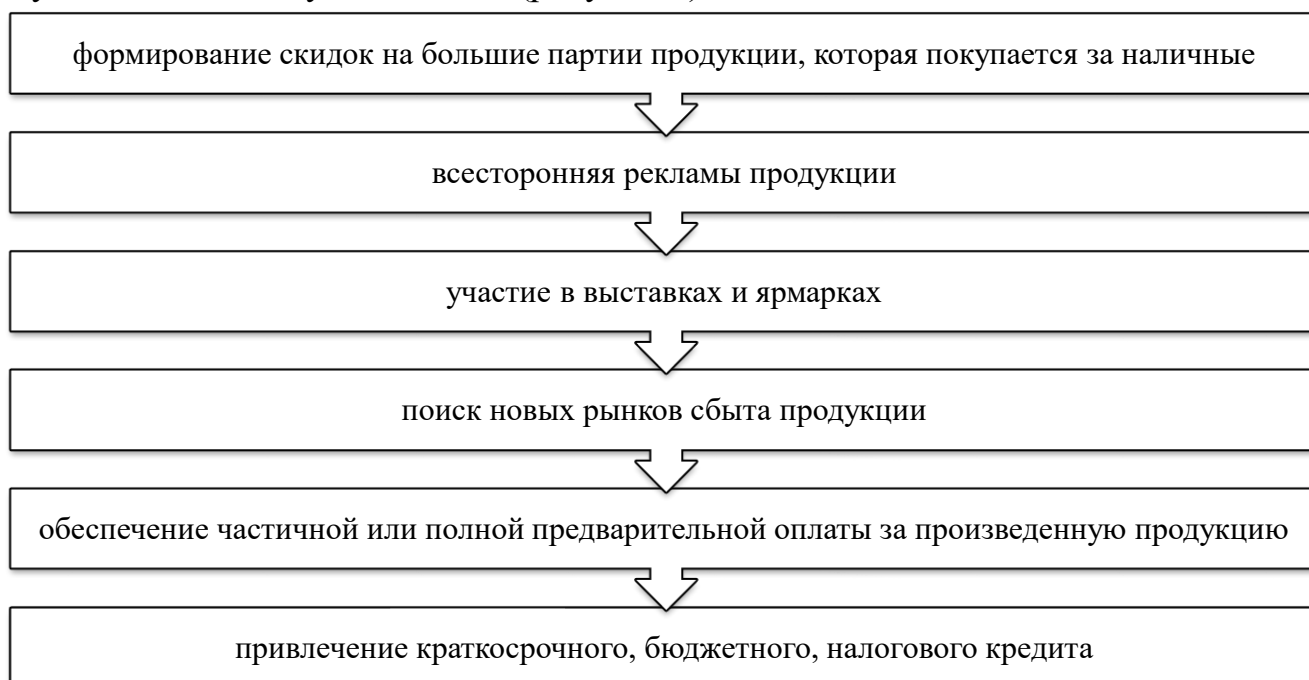 формирование скидок на большие партии продукции, которая покупается за наличные
всесторонняя рекламы продукции
участие в выставках и ярмарках
поиск новых рынков сбыта продукции
обеспечение частичной или полной предварительной оплаты за произведенную продукцию
привлечение краткосрочного, бюджетного, налогового кредита